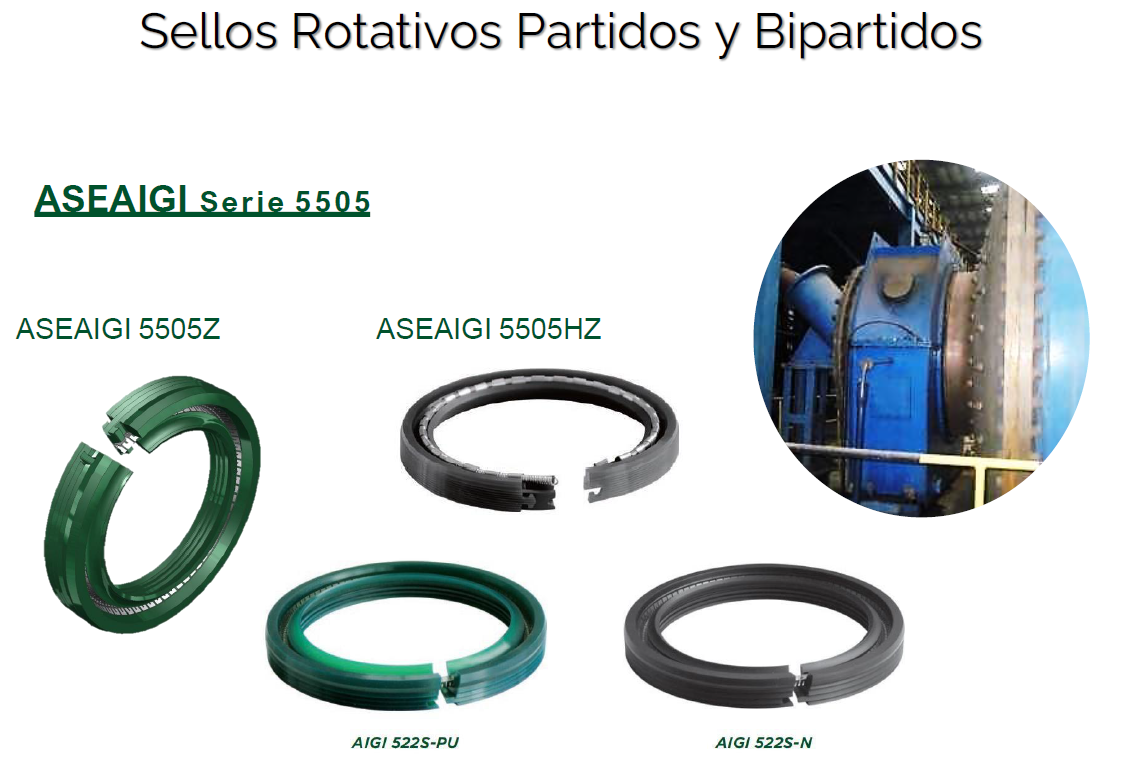 Sellos Rotativos Partidos y Bipartidos
ASEAIGI Serie 5505
ASEAIGI 5505Z
ASEAIGI 5505HZ
AIGI 522S-PU
AIGI 522S-N